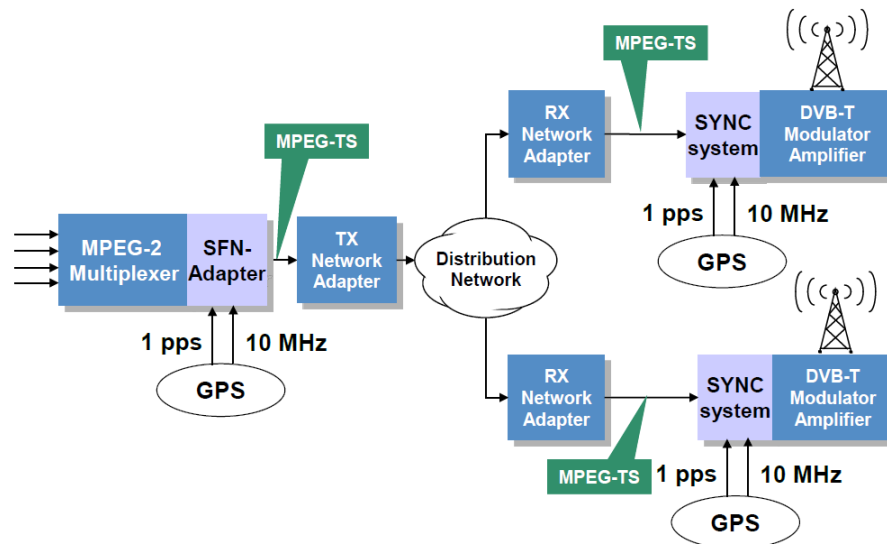 MPEG-TS
MPEG-2
Multiplexer
SFN-
Adapter
1 pps
10 MHz
GPS
TX
Network
Adapter
Distribution
Network
RX
Network
Adapter
MPEG-TS
SYNC
system
DVB-T
Modulator
Amplifier
1 pps
10 MHz
GPS
RX
Network
Adapter
MPEG-TS
SYNC
system
DVB-T
Modulator
Amplifier
1 pps
10 MHz
GPS